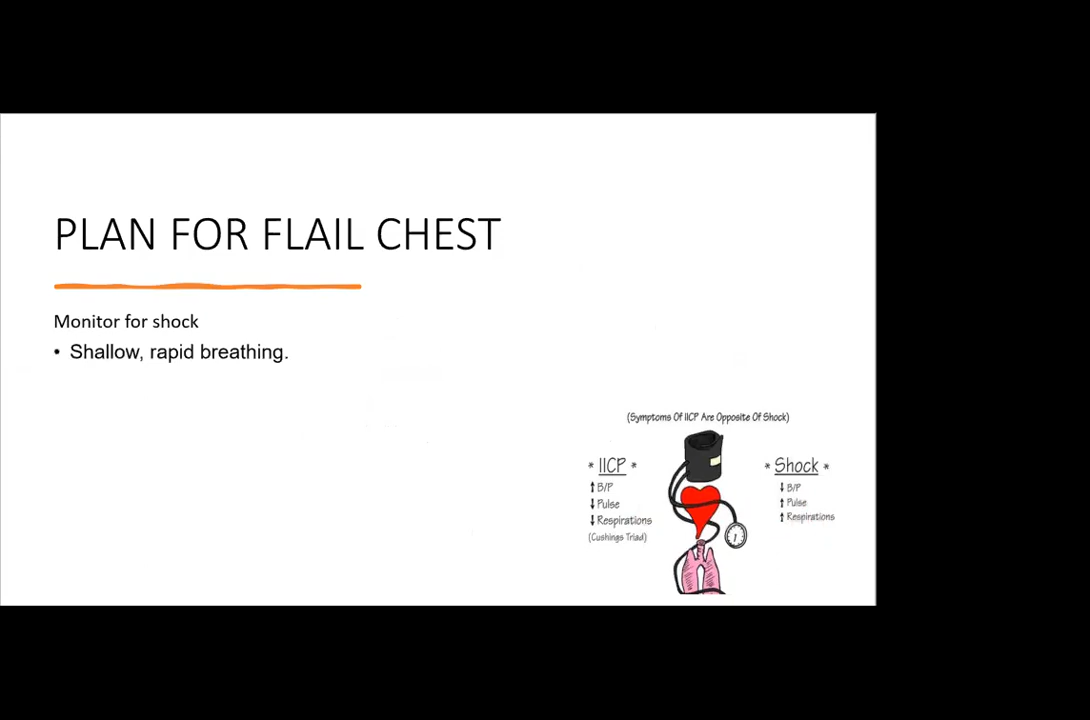 PLAN FOR FLAIL CHEST
Monitor for shock
• Shallow, rapid breathing.
(Symptoms Of IICP Are Opposite Of Shock)
* IICP *
↑ B/P
↓ Pulse
↓ Respirations
(Cushings Triad)
* Shock *
↓ B/P
↑ Pulse
↑ Respirations